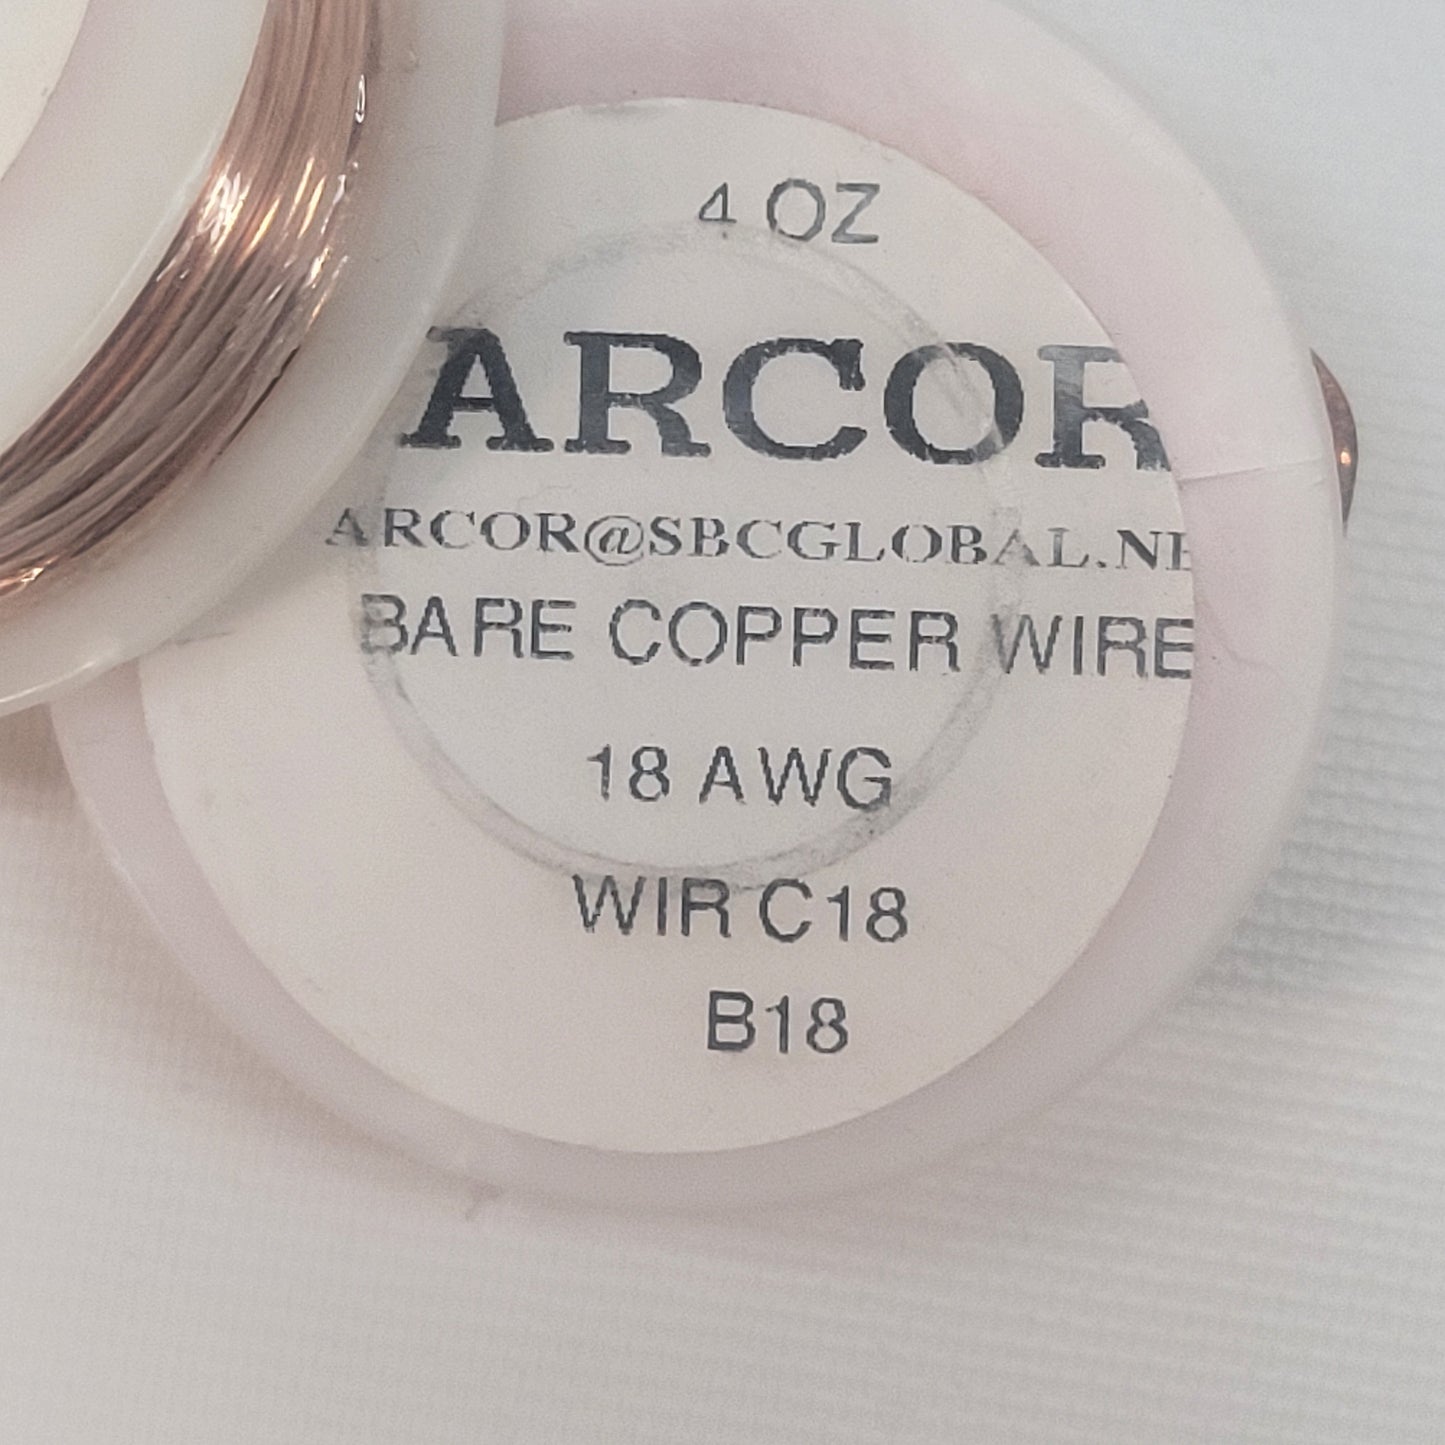 4 OZ
ARCOR
ARCOR@SBCGLOBAL.NE
BARE COPPER WIRE
18 AWG
WIR C18
B18